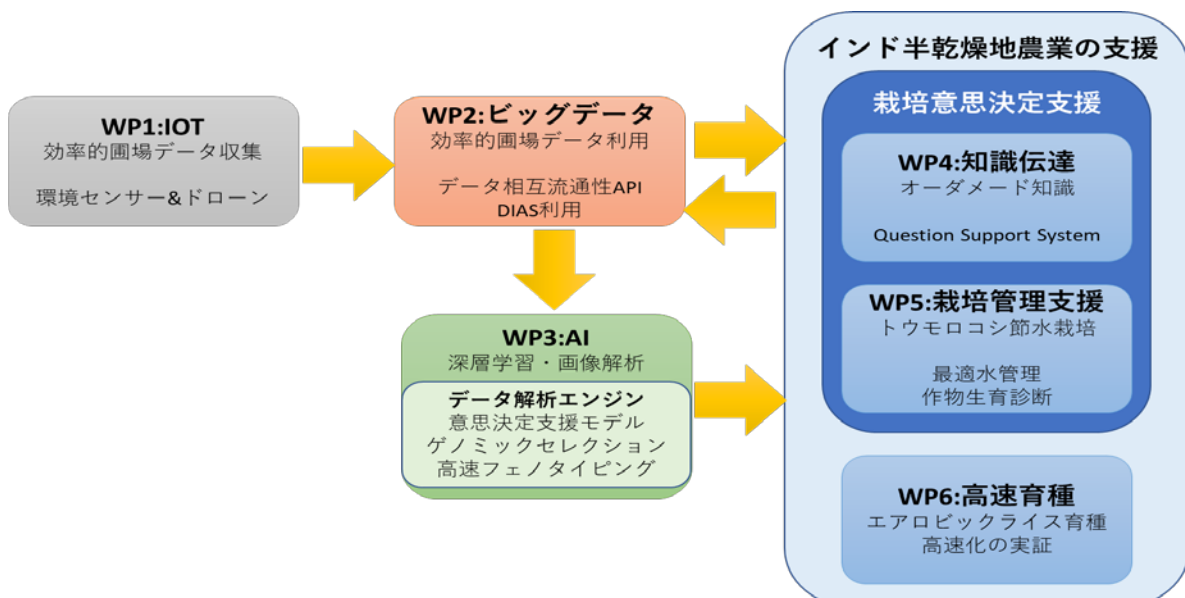 インド半乾燥地農業の支援
WP1:IOT
効率的圃場データ収集
環境センサー&ドローン
WP2:ビッグデータ
効率的圃場データ利用
データ相互流通性API
DIAS利用
WP3:AI
深層学習・画像解析
データ解析エンジン
意思決定支援モデル
ゲノミックセレクション
高速フェノタイピング
栽培意思決定支援
WP4:知識伝達
オーダメード知識
Question Support System
WP5:栽培管理支援
トウモロコシ節水栽培
最適水管理
作物生育診断
WP6:高速育種
エアロビックライス育種
高速化の実証